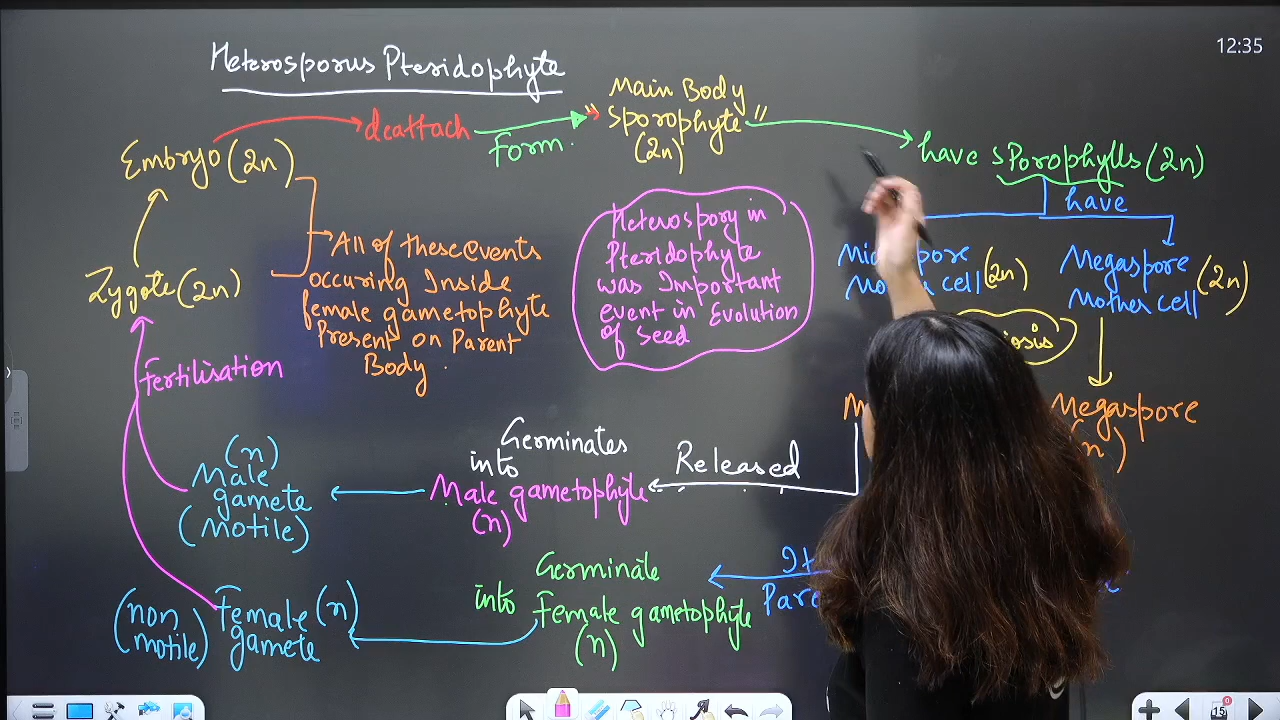 12:35
Heterosporus Pteridophyte
deattach
form
"Main Body
Sporophyte"
(2n)
have sporophylls (2n)
have
Embryo (2n)
Zygote (2n)
All of these events
occuring Inside
female gametophyte
Present on Parent
Body.
Heterospory in
Pteridophyte
was Important
event in Evolution
of seed
cell (2n)
Megaspore
Mother cell (2n)
Megaspore
(n)
fertilisation
Released
Germinates
into
Male gametophyte
(n)
(n)
Male
gamete
(motile)
Germinate
into Female gametophyte
(n)
(non motile)
Female (n)
gamete
15